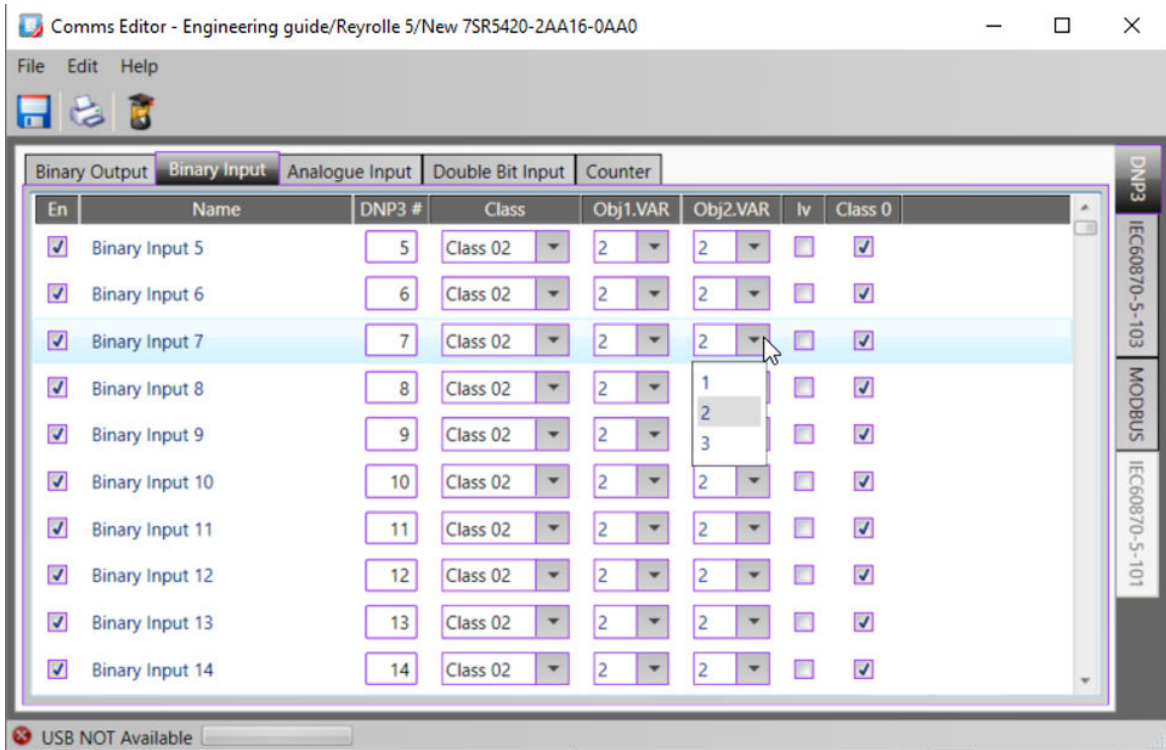 Comms Editor - Engineering guide/Reyrolle 5/New 7SR5420-2AA16-0AA0
File Edit Help
Binary Output Binary Input Analogue Input Double Bit Input Counter
En Name DNP3 # Class Obj1.VAR Obj2.VAR Iv Class 0
Binary Input 5 5 Class 02 2 2
Binary Input 6 6 Class 02 2 2
Binary Input 7 7 Class 02 2 2
1
2
3
Binary Input 8 8 Class 02 2
Binary Input 9 9 Class 02 2
Binary Input 10 10 Class 02 2 2
Binary Input 11 11 Class 02 2 2
Binary Input 12 12 Class 02 2 2
Binary Input 13 13 Class 02 2 2
Binary Input 14 14 Class 02 2 2
DNP3
IEC60870-5-103
MODBUS
IEC60870-5-101
USB NOT Available